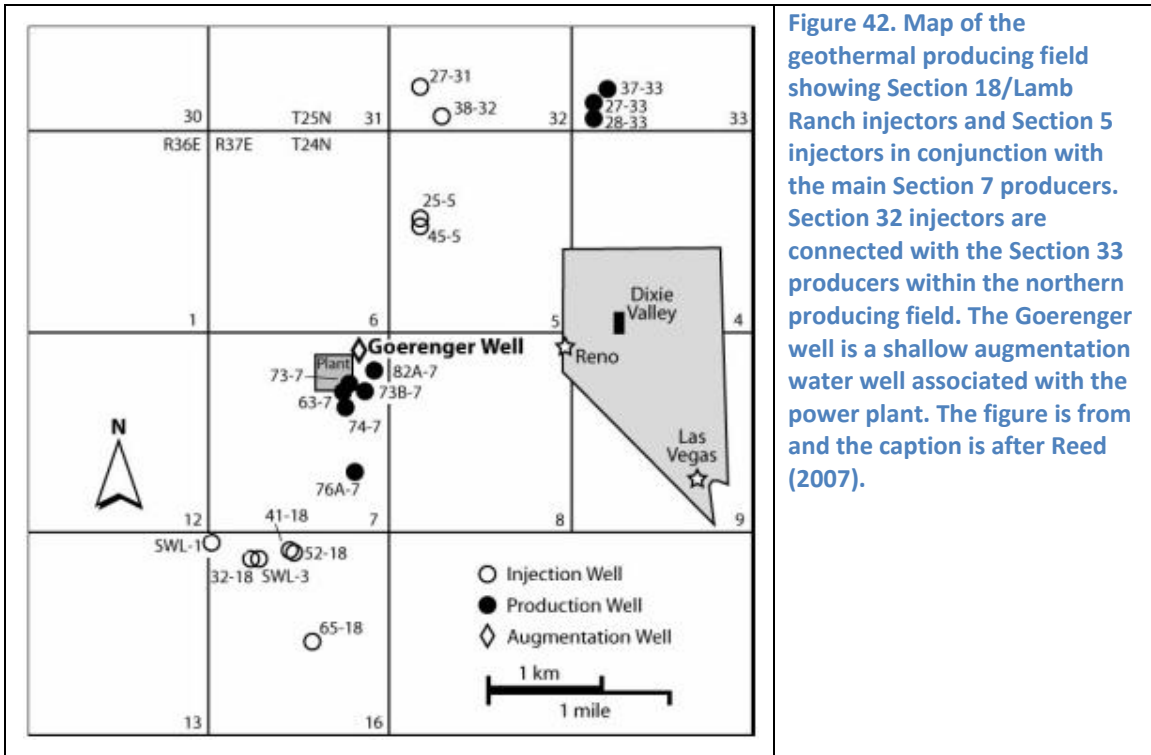 27-31
38-32
37-33
27-33
28-33
30
T25N
31
32
33
R36E
R37E
T24N
25-5
45-5
Dixie
Valley
1
6
5
4
Goerenger Well
Reno
Plant
73-7
82A-7
63-7
73B-7
74-7
Las
Vegas
N
76A-7
12
41-18
7
8
9
SWL-1
52-18
32-18
SWL-3
Injection Well
Production Well
65-18
Augmentation Well
1 km
1 mile
13
16
Figure 42. Map of the
geothermal producing field
showing Section 18/Lamb
Ranch injectors and Section 5
injectors in conjunction with
the main Section 7 producers.
Section 32 injectors are
connected with the Section 33
producers within the northern
producing field. The Goerenger
well is a shallow augmentation
water well associated with the
power plant. The figure is from
and the caption is after Reed
(2007).